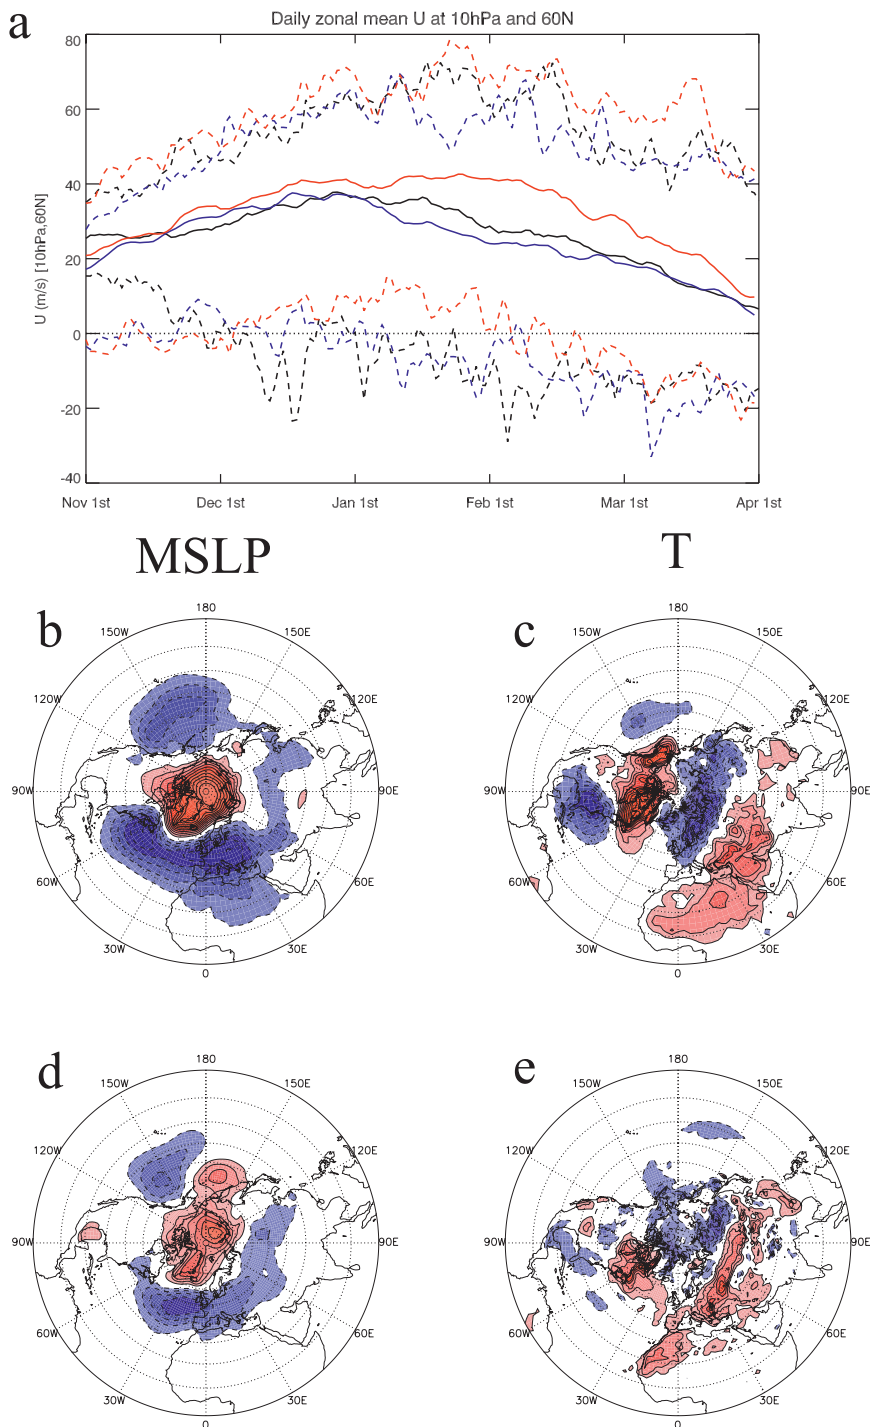 a
Daily zonal mean U at 10hPa and 60N
U (m/s) [10hPa,60N]
80
60
40
20
0
-20
-40
Nov 1st Dec 1st Jan 1st Feb 1st Mar 1st Apr 1st
MSLP T
b c
180 180
150W 150E 150W 150E
120W 120E 120W 120E
90W 90E 90W 90E
60W 60E 60W 60E
30W 30E 30W 30E
0 0
d e
180 180
150W 150E 150W 150E
120W 120E 120W 120E
90W 90E 90W 90E
60W 60E 60W 60E
30W 30E 30W 30E
0 0